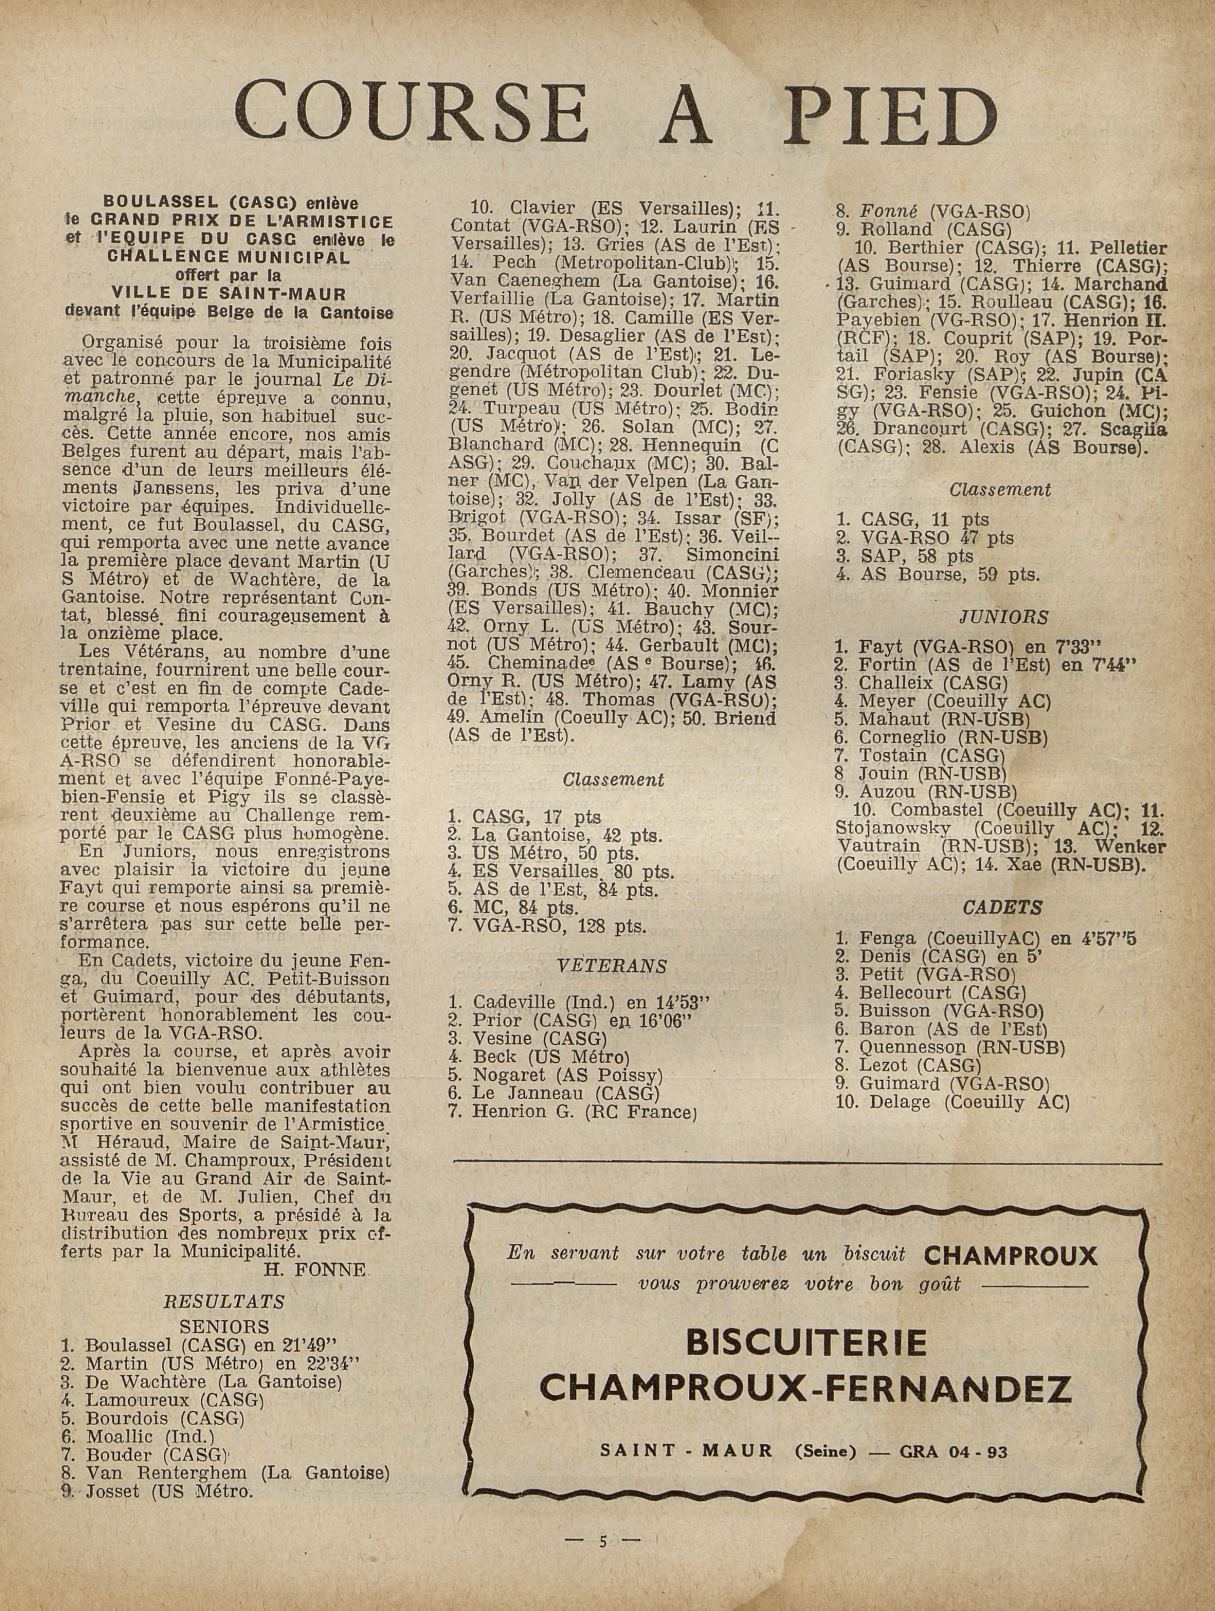 COURSE A PIED
BOULASSEL (CASG) enlève
le GRAND PRIX DE L'ARMISTICE
et l'EQUIPE DU CASG enlève le
CHALLENGE MUNICIPAL
offert par la
VILLE DE SAINT-MAUR
devant l'équipe Belge de la Gantoise
Organisé pour la troisième fois
avec le concours de la Municipalité
et patronné par le journal Le Di-
manche, cette épreuve a connu,
malgré la pluie, son habituel suc-
cès. Cette année encore, nos amis
Belges furent au départ, mais l'ab-
sence d'un de leurs meilleurs élé-
ments Janssens, les priva d'une
victoire par équipes. Individuelle-
ment, ce fut Boulassel, du CASG,
qui remporta avec une nette avance
la première place devant Martin (U
S Métro) et de Wachtère, de la
Gantoise. Notre représentant Con-
tat, blessé, fini courageusement à
la onzième place.
Les Vétérans, au nombre d'une
trentaine, fournirent une belle cour-
se et c'est en fin de compte Cade-
ville qui remporta l'épreuve devant
Prior et Vesine du CASG. Dans
cette épreuve, les anciens de la VG
A-RSO se défendirent honorable-
ment et avec l'équipe Fonné-Paye-
bien-Fensie et Pigy ils se classè-
rent deuxième au Challenge rem-
porté par le CASG plus homogène.
En Juniors, nous enregistrons
avec plaisir la victoire du jeune
Fayt qui remporte ainsi sa premiè-
re course et nous espérons qu'il ne
s'arrêtera pas sur cette belle per-
formance.
En Cadets, victoire du jeune Fen-
ga, du Coeuilly AC. Petit-Buisson
et Guimard, pour des débutants,
portèrent honorablement les cou-
leurs de la VGA-RSO.
Après la course, et après avoir
souhaité la bienvenue aux athlètes
qui ont bien voulu contribuer au
succès de cette belle manifestation
sportive en souvenir de l'Armistice,
M Héraud, Maire de Saint-Maur,
assisté de M. Champroux, Président
de la Vie au Grand Air de Saint-
Maur, et de M. Julien, Chef du
Bureau des Sports, a présidé à la
distribution des nombreux prix of-
ferts par la Municipalité.
H. FONNE
RESULTATS
SENIORS
1. Boulassel (CASG) en 21'49"
2. Martin (US Métro) en 22'34"
3. De Wachtère (La Gantoise)
4. Lamoureux (CASG)
5. Bourdois (CASG)
6. Moallic (Ind.)
7. Bouder (CASG)
8. Van Renterghem (La Gantoise)
9. Josset (US Métro.
10. Clavier (ES Versailles); 11.
Contat (VGA-RSO); 12. Laurin (ES
Versailles); 13. Gries (AS de l'Est);
14. Pech (Metropolitan-Club); 15.
Van Caeneghem (La Gantoise); 16.
Verfaillie (La Gantoise); 17. Martin
R. (US Métro); 18. Camille (ES Ver-
sailles); 19. Desaglier (AS de l'Est);
20. Jacquot (AS de l'Est); 21. Le-
gendre (Métropolitan Club); 22. Du-
genet (US Métro); 23. Dourlet (MC);
24. Turpeau (US Métro); 25. Bodin
(US Métro); 26. Solan (MC); 27.
Blanchard (MC); 28. Hennequin (C
ASG); 29. Couchaux (MC); 30. Bal-
ner (MC), Van der Velpen (La Gan-
toise); 32. Jolly (AS de l'Est); 33.
Brigot (VGA-RSO); 34. Issar (SF);
35. Bourdet (AS de l'Est); 36. Veil-
lard (VGA-RSO); 37. Simoncini
(Garches); 38. Clemenceau (CASG);
39. Bonds (US Métro); 40. Monnier
(ES Versailles); 41. Bauchy (MC);
42. Orny L. (US Métro); 43. Sour-
not (US Métro); 44. Gerbault (MC);
45. Cheminade (AS Bourse); 46.
Orny R. (US Métro); 47. Lamy (AS
de l'Est); 48. Thomas (VGA-RSO);
49. Amelin (Coeully AC); 50. Briend
(AS de l'Est).
Classement
1. CASG, 17 pts
2. La Gantoise, 42 pts.
3. US Métro, 50 pts.
4. ES Versailles, 80 pts.
5. AS de l'Est, 84 pts.
6. MC, 84 pts.
7. VGA-RSO, 128 pts.
VETERANS
1. Cadeville (Ind.) en 14'53"
2. Prior (CASG) en 16'06"
3. Vesine (CASG)
4. Beck (US Métro)
5. Nogaret (AS Poissy)
6. Le Janneau (CASG)
7. Henrion G. (RC France)
8. Fonné (VGA-RSO)
9. Rolland (CASG)
10. Berthier (CASG); 11. Pelletier
(AS Bourse); 12. Thierre (CASG);
13. Guimard (CASG); 14. Marchand
(Garches); 15. Roulleau (CASG); 16.
Payebien (VG-RSO); 17. Henrion II.
(RCF); 18. Couprit (SAP); 19. Por-
tail (SAP); 20. Roy (AS Bourse);
21. Foriasky (SAP); 22. Jupin (CA
SG); 23. Fensie (VGA-RSO); 24. Pi-
gy (VGA-RSO); 25. Guichon (MC);
26. Drancourt (CASG); 27. Scaglia
(CASG); 28. Alexis (AS Bourse).
Classement
1. CASG, 11 pts
2. VGA-RSO 47 pts
3. SAP, 58 pts
4. AS Bourse, 59 pts.
JUNIORS
1. Fayt (VGA-RSO) en 7'33"
2. Fortin (AS de l'Est) en 7'44"
3. Challeix (CASG)
4. Meyer (Coeuilly AC)
5. Mahaut (RN-USB)
6. Corneglio (RN-USB)
7. Tostain (CASG)
8 Jouin (RN-USB)
9. Auzou (RN-USB)
10. Combastel (Coeuilly AC); 11.
Stojanowsky (Coeuilly AC); 12.
Vautrain (RN-USB); 13. Wenker
(Coeuilly AC); 14. Xae (RN-USB).
CADETS
1. Fenga (CoeuillyAC) en 4'57"5
2. Denis (CASG) en 5'
3. Petit (VGA-RSO)
4. Bellecourt (CASG)
5. Buisson (VGA-RSO)
6. Baron (AS de l'Est)
7. Quennesson (RN-USB)
8. Lezot (CASG)
9. Guimard (VGA-RSO)
10. Delage (Coeuilly AC)
En servant sur votre table un biscuit CHAMPROUX
vous prouverez votre bon goût
BISCUITERIE
CHAMPROUX-FERNANDEZ
SAINT - MAUR (Seine) — GRA 04 - 93
— 5 —